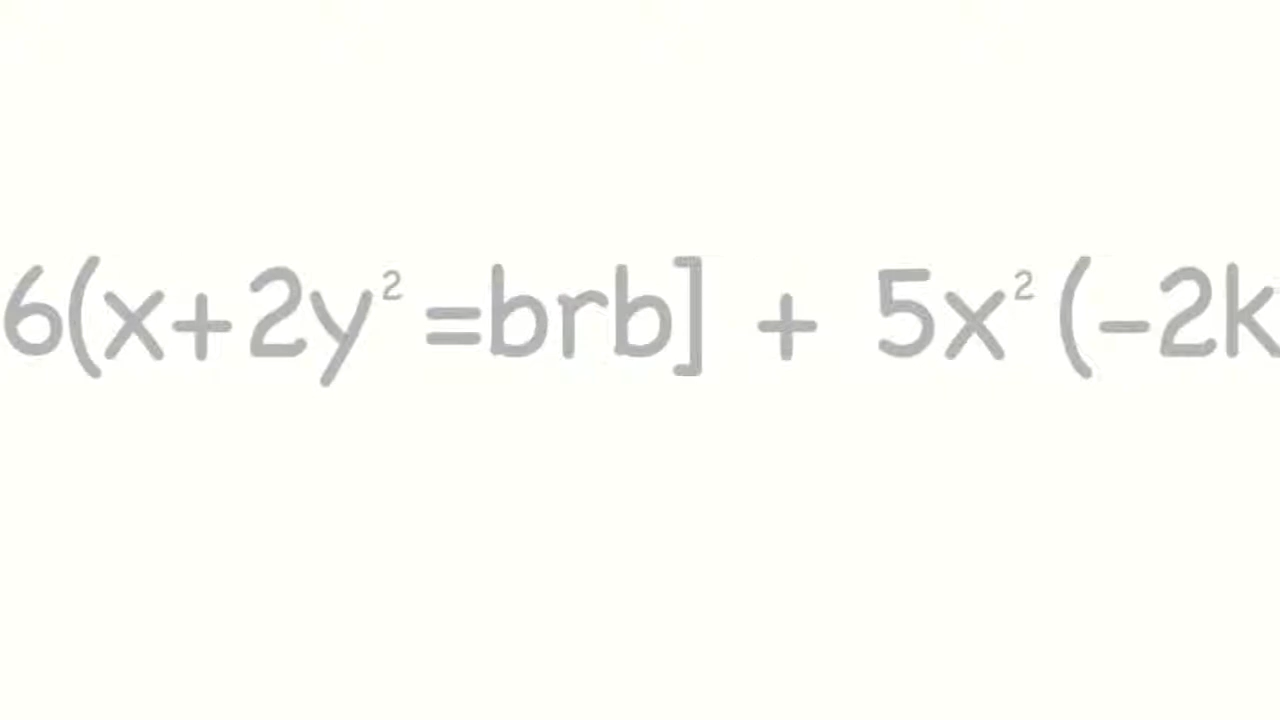 6(x+2y² =brb] + 5x² (-2k